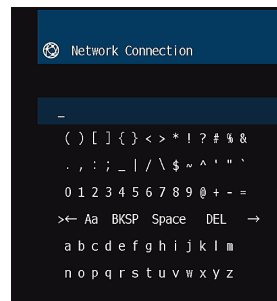 Network Connection
_
( ) [ ] { } < > * ! ? # % &
. , : ; _ | / \ $ ~ ^ ' " `
0 1 2 3 4 5 6 7 8 9 @ + - =
>← Aa BKSP Space DEL →
a b c d e f g h i j k l m
n o p q r s t u v w x y z